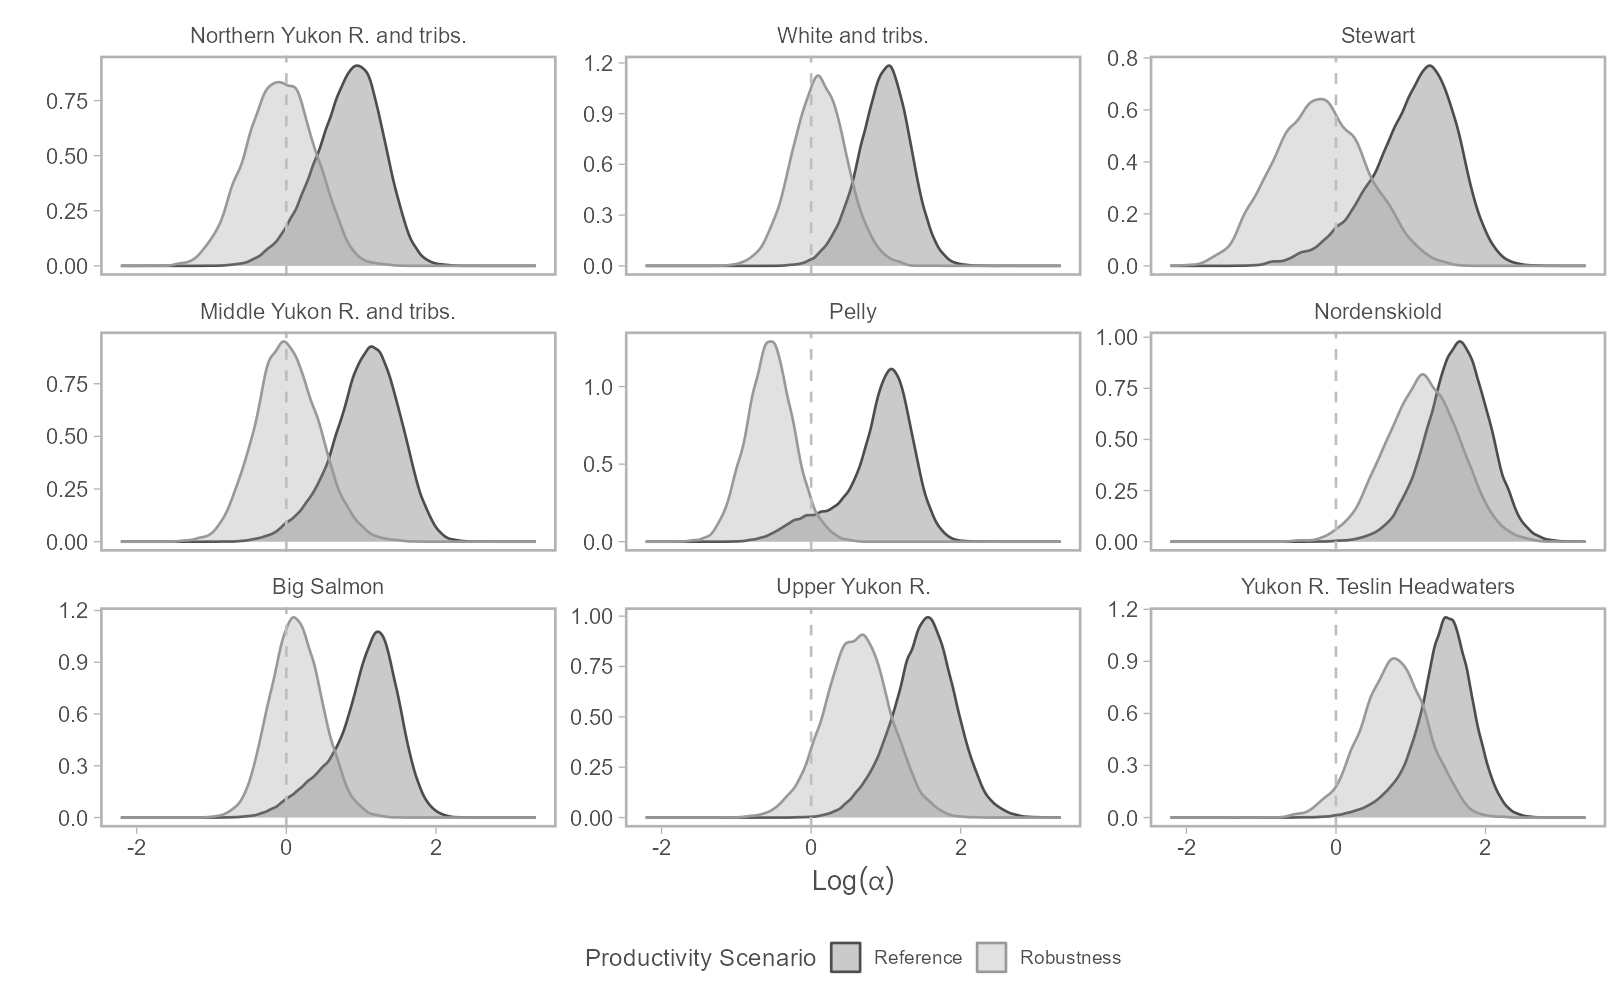 Northern Yukon R. and tribs.
White and tribs.
Stewart
0.75
0.50
0.25
0.00
1.2
0.9
0.6
0.3
0.0
0.8
0.6
0.4
0.2
0.0
Middle Yukon R. and tribs.
Pelly
Nordenskiold
0.75
0.50
0.25
0.00
1.0
0.5
0.0
1.00
0.75
0.50
0.25
0.00
Big Salmon
Upper Yukon R.
Yukon R. Teslin Headwaters
1.2
0.9
0.6
0.3
0.0
1.00
0.75
0.50
0.25
0.00
1.2
0.9
0.6
0.3
0.0
-2 0 2
-2 0 2
-2 0 2
Log(α)
Productivity Scenario Reference Robustness